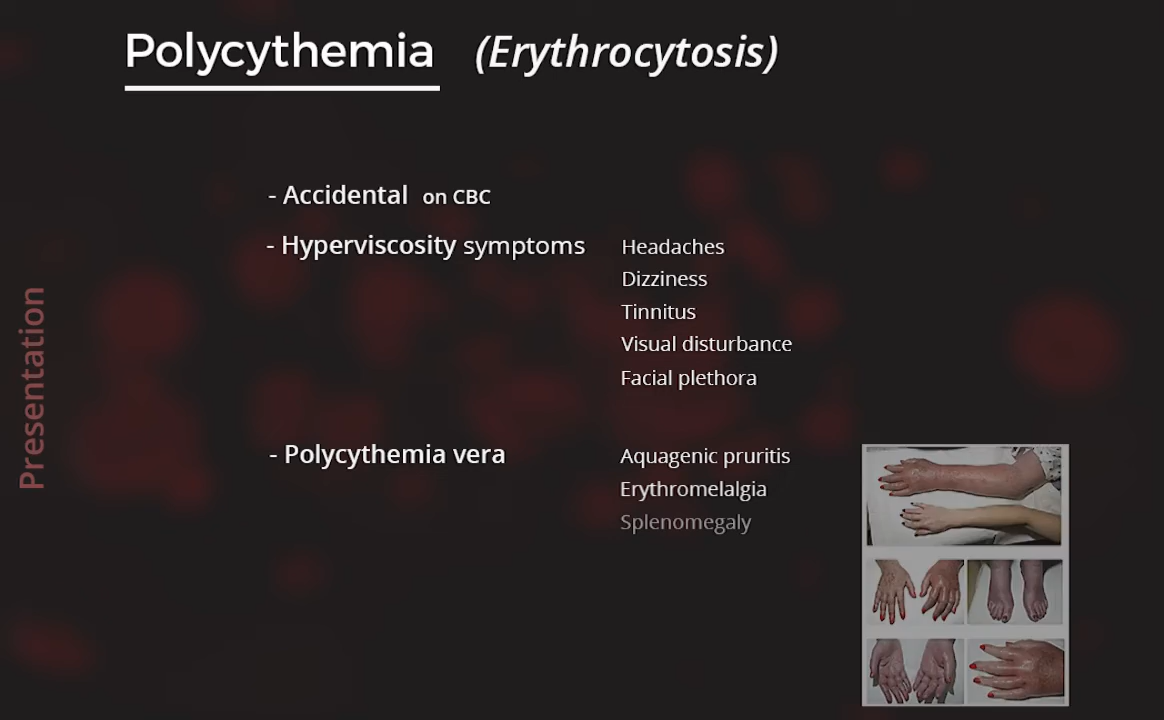 Polycythemia (Erythrocytosis)
- Accidental on CBC
- Hyperviscosity symptoms
Headaches
Dizziness
Tinnitus
Visual disturbance
Facial plethora
- Polycythemia vera
Aquagenic pruritis
Erythromelalgia
Splenomegaly
Presentation